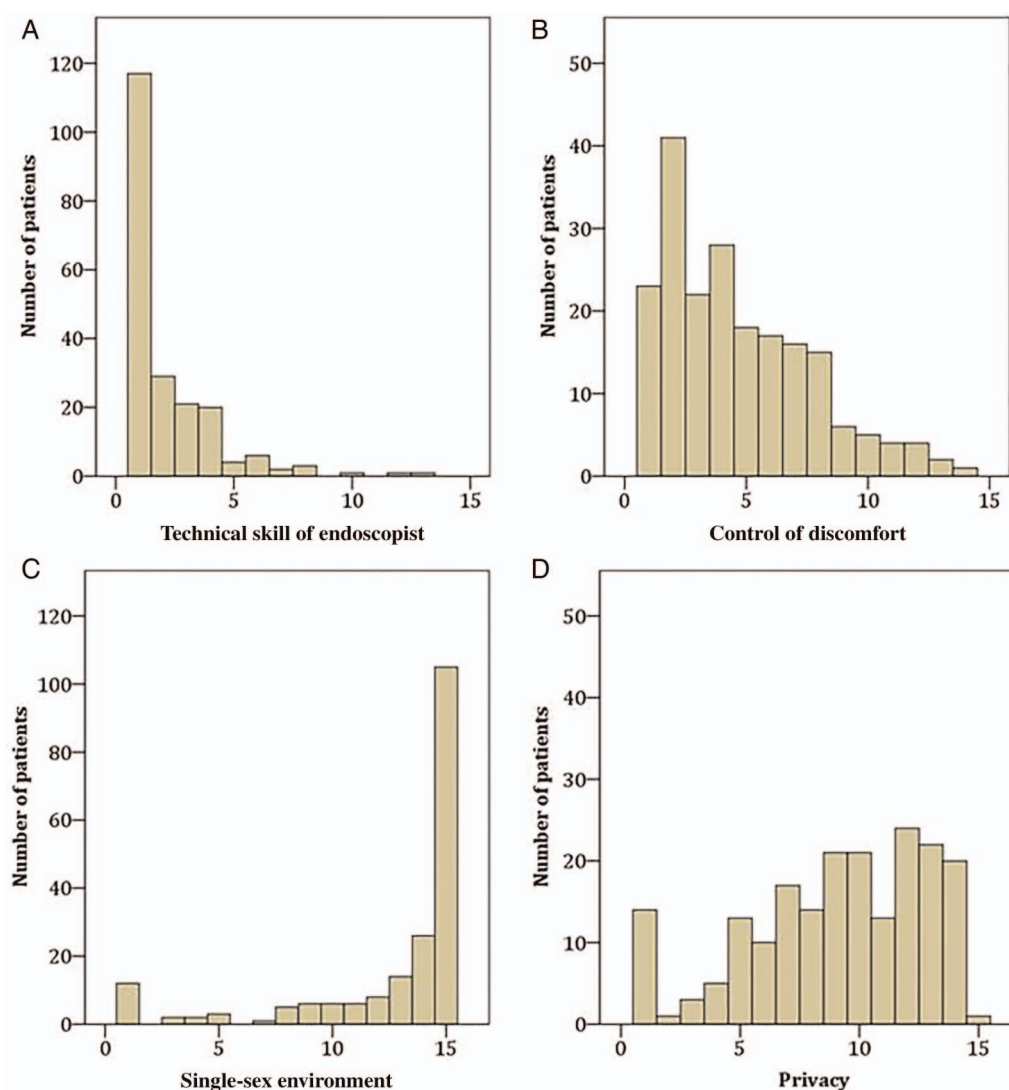 A
Number of patients
120
100
80
60
40
20
0
0 5 10 15
Technical skill of endoscopist
B
Number of patients
50
40
30
20
10
0
0 5 10 15
Control of discomfort
C
Number of patients
120
100
80
60
40
20
0
0 5 10 15
Single-sex environment
D
Number of patients
50
40
30
20
10
0
0 5 10 15
Privacy